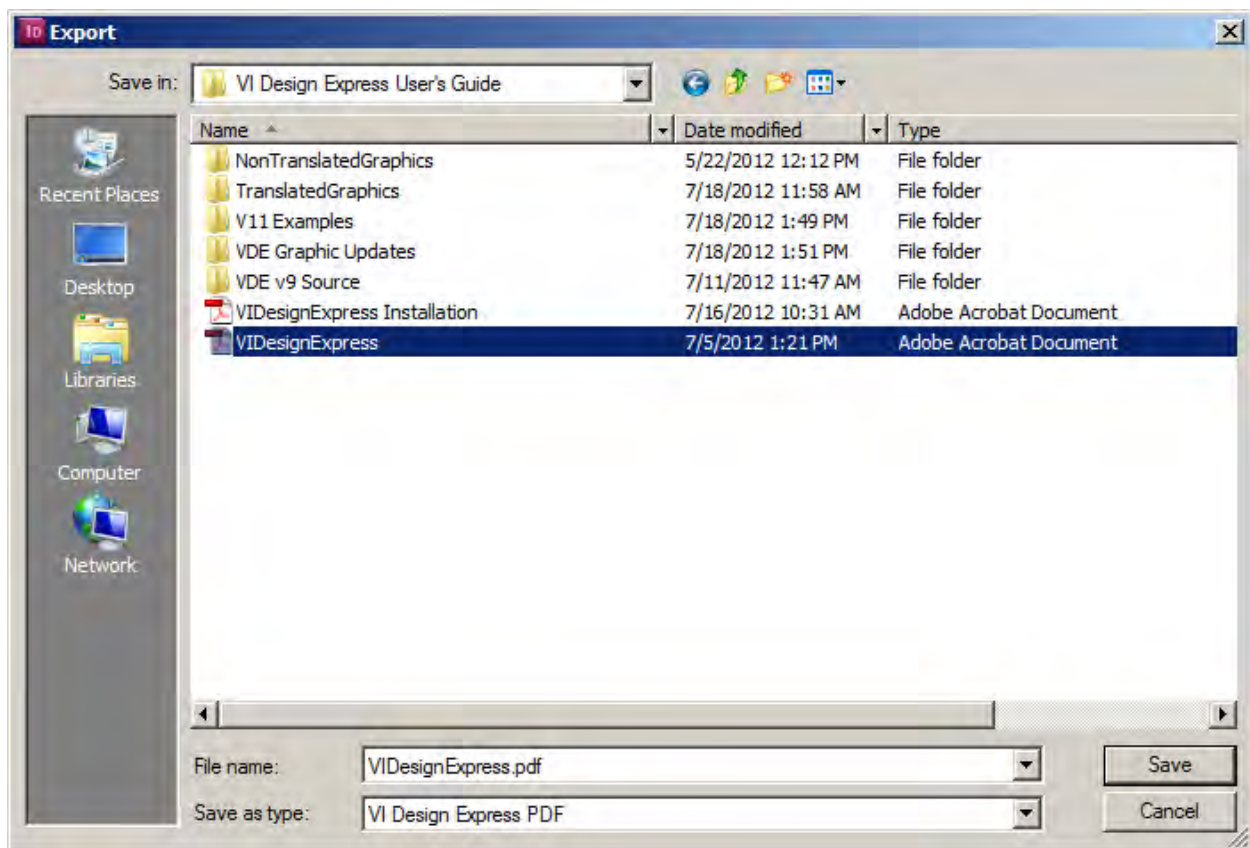 ID Export
Save in: VI Design Express User's Guide
Name Date modified Type
NonTranslatedGraphics 5/22/2012 12:12 PM File folder
TranslatedGraphics 7/18/2012 11:58 AM File folder
V11 Examples 7/18/2012 1:49 PM File folder
VDE Graphic Updates 7/18/2012 1:51 PM File folder
VDE v9 Source 7/11/2012 11:47 AM File folder
VIDesignExpress Installation 7/16/2012 10:31 AM Adobe Acrobat Document
VIDesignExpress 7/5/2012 1:21 PM Adobe Acrobat Document
Recent Places
Desktop
Libraries
Computer
Network
File name: VIDesignExpress.pdf Save
Save as type: VI Design Express PDF Cancel